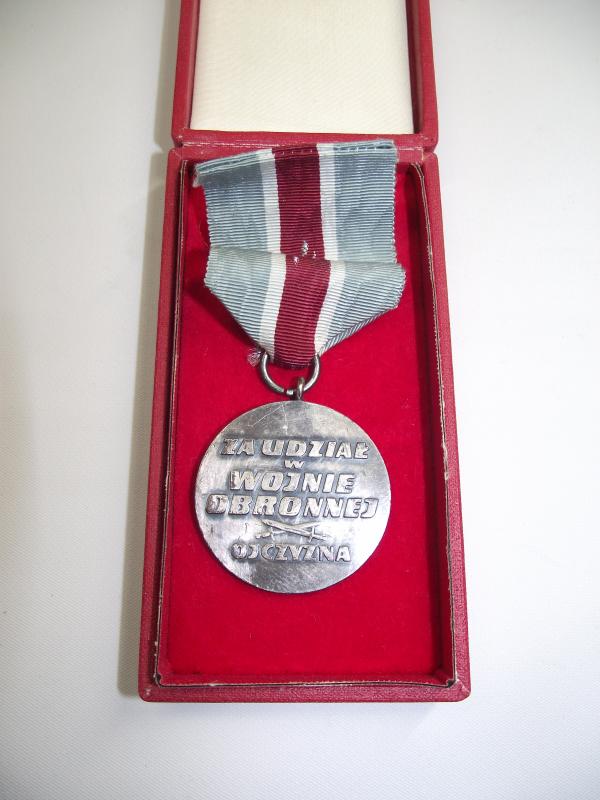 ZA UDZIAŁ
W
WOJNIE
OBRONNEJ
OJCZYZNA